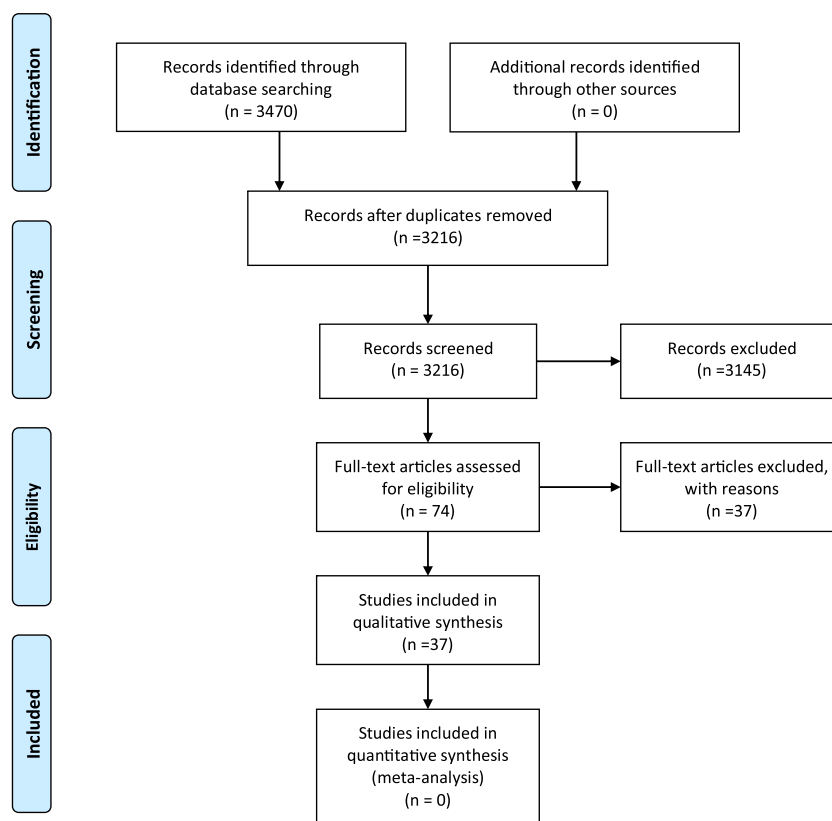 Identification
Records identified through
database searching
(n = 3470)
Additional records identified
through other sources
(n = 0)
Records after duplicates removed
(n =3216)
Screening
Records screened
(n = 3216)
Records excluded
(n =3145)
Eligibility
Full-text articles assessed
for eligibility
(n = 74)
Full-text articles excluded,
with reasons
(n =37)
Studies included in
qualitative synthesis
(n =37)
Included
Studies included in
quantitative synthesis
(meta-analysis)
(n = 0)